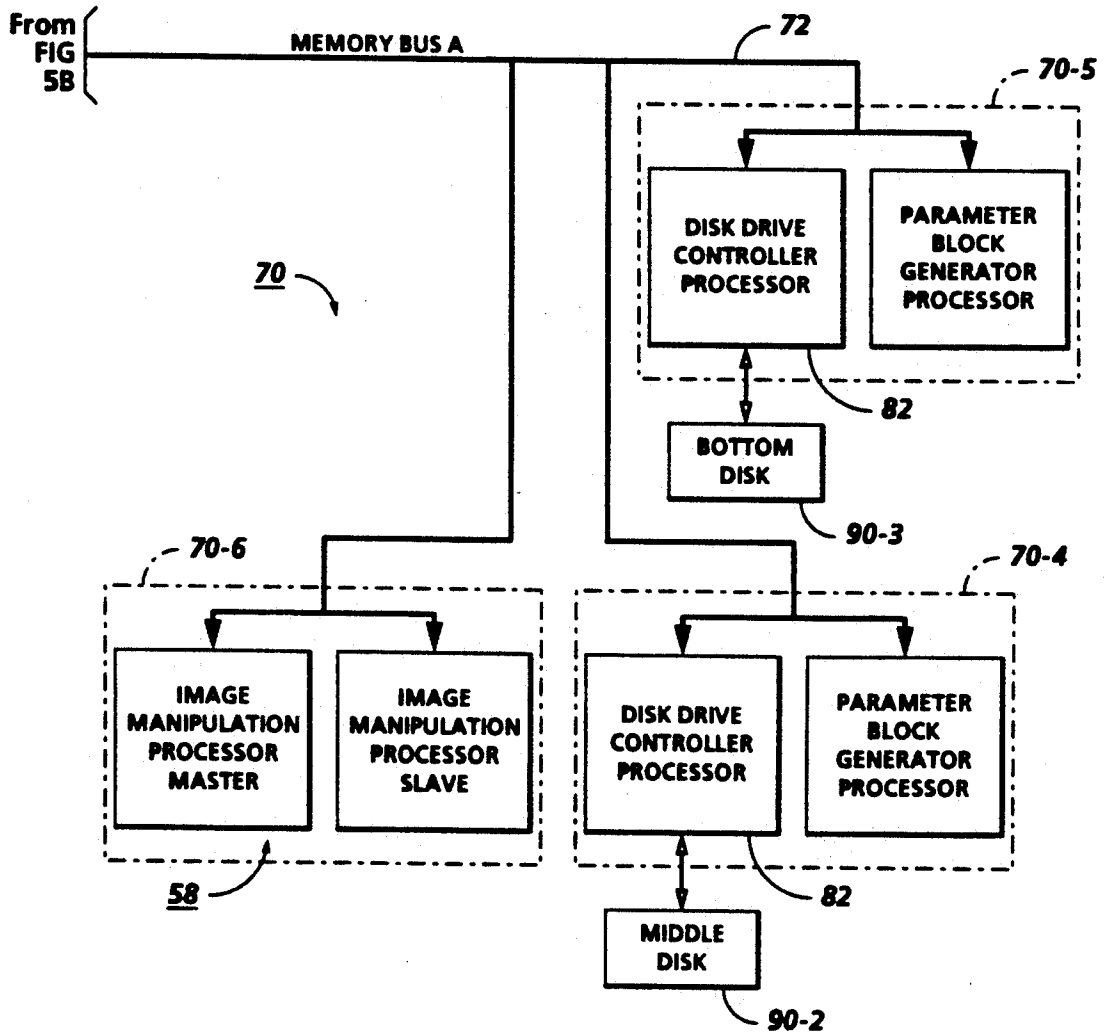 From
FIG
5B
MEMORY BUS A
72
70-5
DISK DRIVE
CONTROLLER
PROCESSOR
PARAMETER
BLOCK
GENERATOR
PROCESSOR
70
82
BOTTOM
DISK
90-3
70-6
70-4
IMAGE
MANIPULATION
PROCESSOR
MASTER
IMAGE
MANIPULATION
PROCESSOR
SLAVE
DISK DRIVE
CONTROLLER
PROCESSOR
PARAMETER
BLOCK
GENERATOR
PROCESSOR
58
82
MIDDLE
DISK
90-2